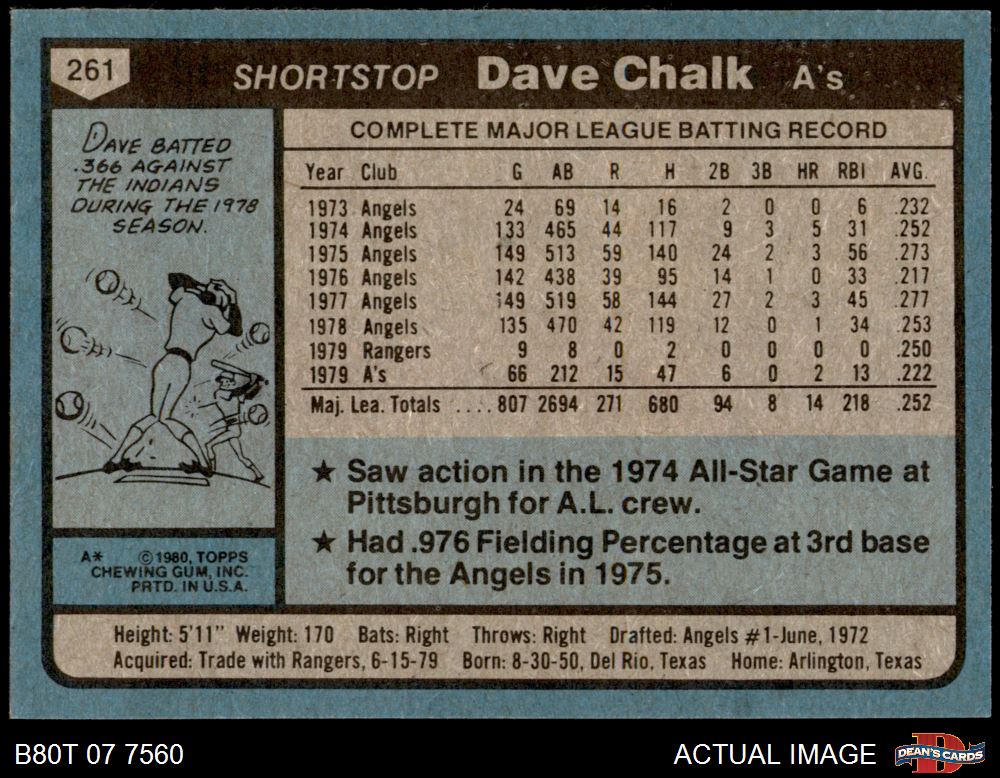 261 SHORTSTOP Dave Chalk A's
DAVE BATTED
.366 AGAINST
THE INDIANS
DURING THE 1978
SEASON.
COMPLETE MAJOR LEAGUE BATTING RECORD
Year Club G AB R H 2B 3B HR RBI AVG.
1973 Angels 24 69 14 16 2 0 0 6 .232
1974 Angels 133 465 44 117 9 3 5 31 .252
1975 Angels 149 513 59 140 24 2 3 56 .273
1976 Angels 142 438 39 95 14 1 0 33 .217
1977 Angels 149 519 58 144 27 2 3 45 .277
1978 Angels 135 470 42 119 12 0 1 34 .253
1979 Rangers 9 8 0 2 0 0 0 0 .250
1979 A's 66 212 15 47 6 0 2 13 .222
Maj. Lea. Totals ....807 2694 271 680 94 8 14 218 .252
★ Saw action in the 1974 All-Star Game at
Pittsburgh for A.L. crew.
★ Had .976 Fielding Percentage at 3rd base
for the Angels in 1975.
A* ©1980, TOPPS
CHEWING GUM, INC.
PRTD. IN U.S.A.
Height: 5'11" Weight: 170 Bats: Right Throws: Right Drafted: Angels #1-June, 1972
Acquired: Trade with Rangers, 6-15-79 Born: 8-30-50, Del Rio, Texas Home: Arlington, Texas
B80T 07 7560
ACTUAL IMAGE
D
DEAN'S CARDS